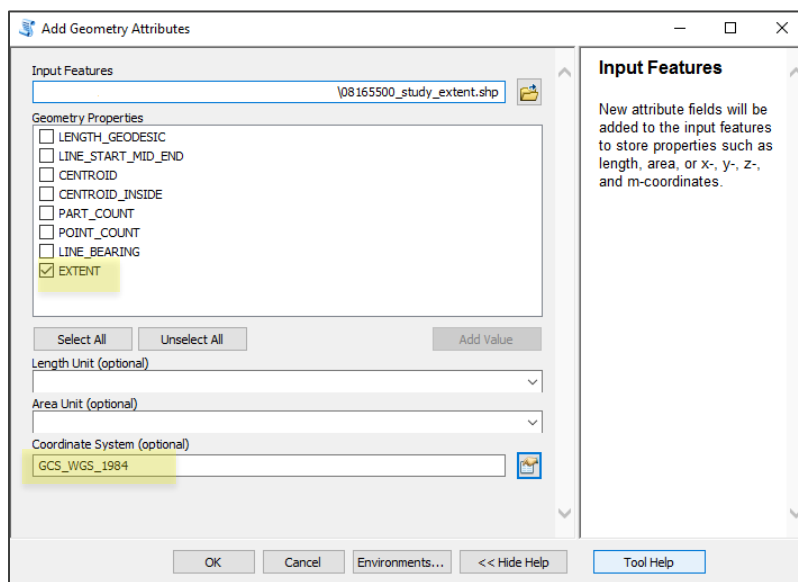 Add Geometry Attributes
Input Features
\08165500_study_extent.shp
Geometry Properties
LENGTH_GEODESIC
LINE_START_MID_END
CENTROID
CENTROID_INSIDE
PART_COUNT
POINT_COUNT
LINE_BEARING
EXTENT
Select All
Unselect All
Add Value
Length Unit (optional)
Area Unit (optional)
Coordinate System (optional)
GCS_WGS_1984
Input Features
New attribute fields will be
added to the input features
to store properties such as
length, area, or x-, y-, z-,
and m-coordinates.
OK
Cancel
Environments...
<< Hide Help
Tool Help